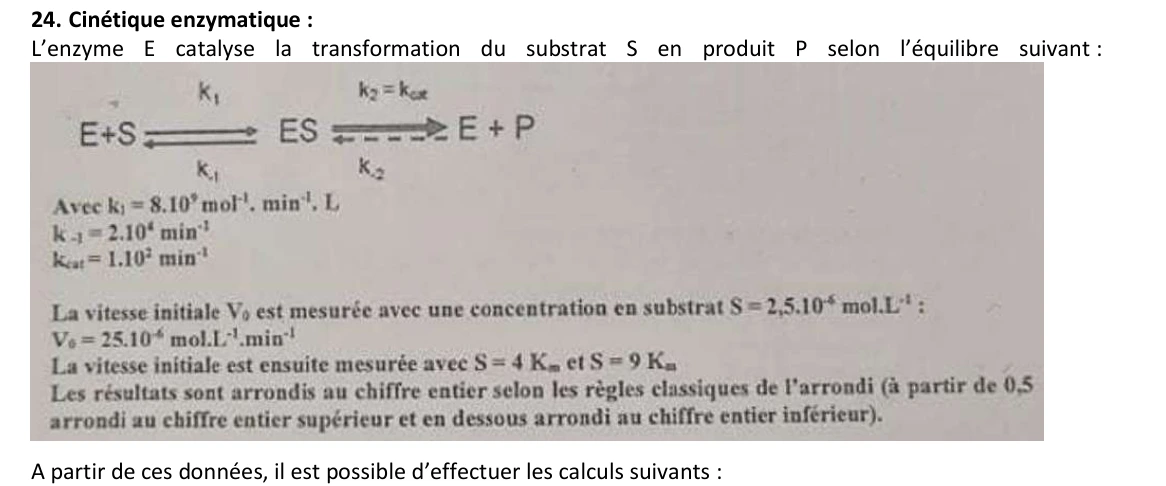 24. Cinétique enzymatique :
L’enzyme E catalyse la transformation du substrat S en produit P selon l’équilibre suivant :
k₁ k₂ = kcat
E+S ES E + P
k-₁ k-₂
Avec k₁ = 8.10⁹ mol⁻¹. min⁻¹. L
k -₁ = 2.10⁴ min⁻¹
kcat = 1.10² min⁻¹
La vitesse initiale V₀ est mesurée avec une concentration en substrat S = 2,5.10⁻⁶ mol.L⁻¹ :
V₀ = 25.10⁻⁶ mol.L⁻¹.min⁻¹
La vitesse initiale est ensuite mesurée avec S = 4 Kₘ et S = 9 Kₘ
Les résultats sont arrondis au chiffre entier selon les règles classiques de l'arrondi (à partir de 0,5
arrondi au chiffre entier supérieur et en dessous arrondi au chiffre entier inférieur).
A partir de ces données, il est possible d’effectuer les calculs suivants :